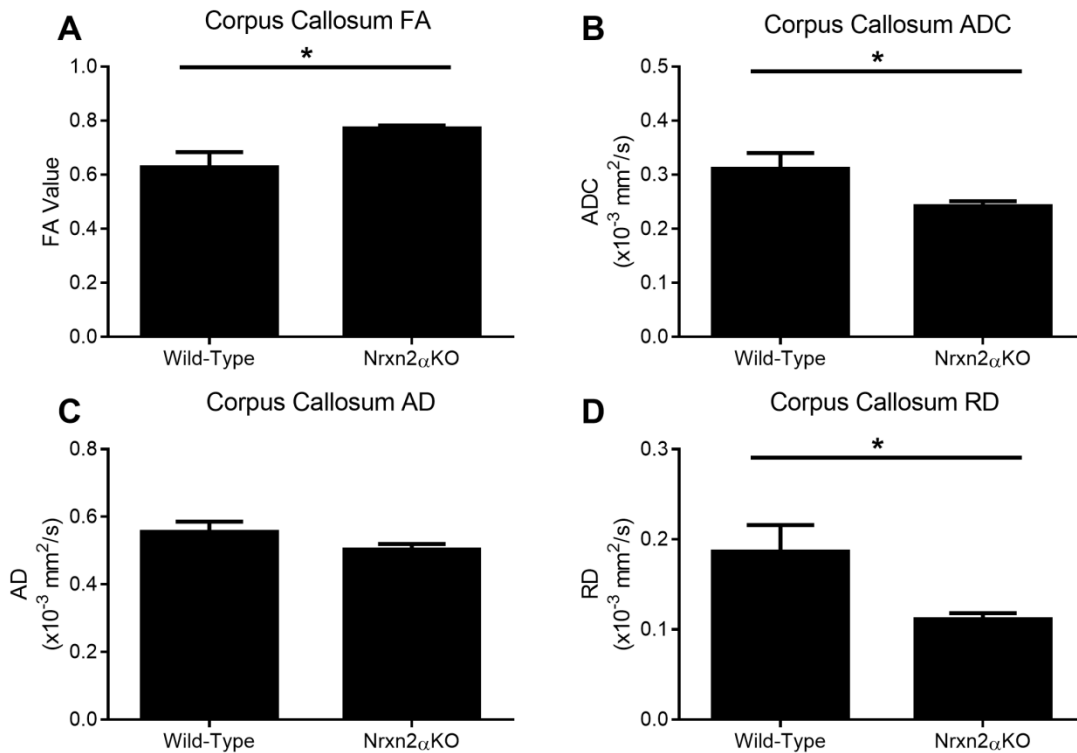 A
Corpus Callosum FA
*
FA Value
1.0
0.8
0.6
0.4
0.2
0.0
Wild-Type
Nrxn2αKO
B
Corpus Callosum ADC
*
ADC
(x10⁻³ mm²/s)
0.5
0.4
0.3
0.2
0.1
0.0
Wild-Type
Nrxn2αKO
C
Corpus Callosum AD
AD
(x10⁻³ mm²/s)
0.8
0.6
0.4
0.2
0.0
Wild-Type
Nrxn2αKO
D
Corpus Callosum RD
*
RD
(x10⁻³ mm²/s)
0.3
0.2
0.1
0.0
Wild-Type
Nrxn2αKO